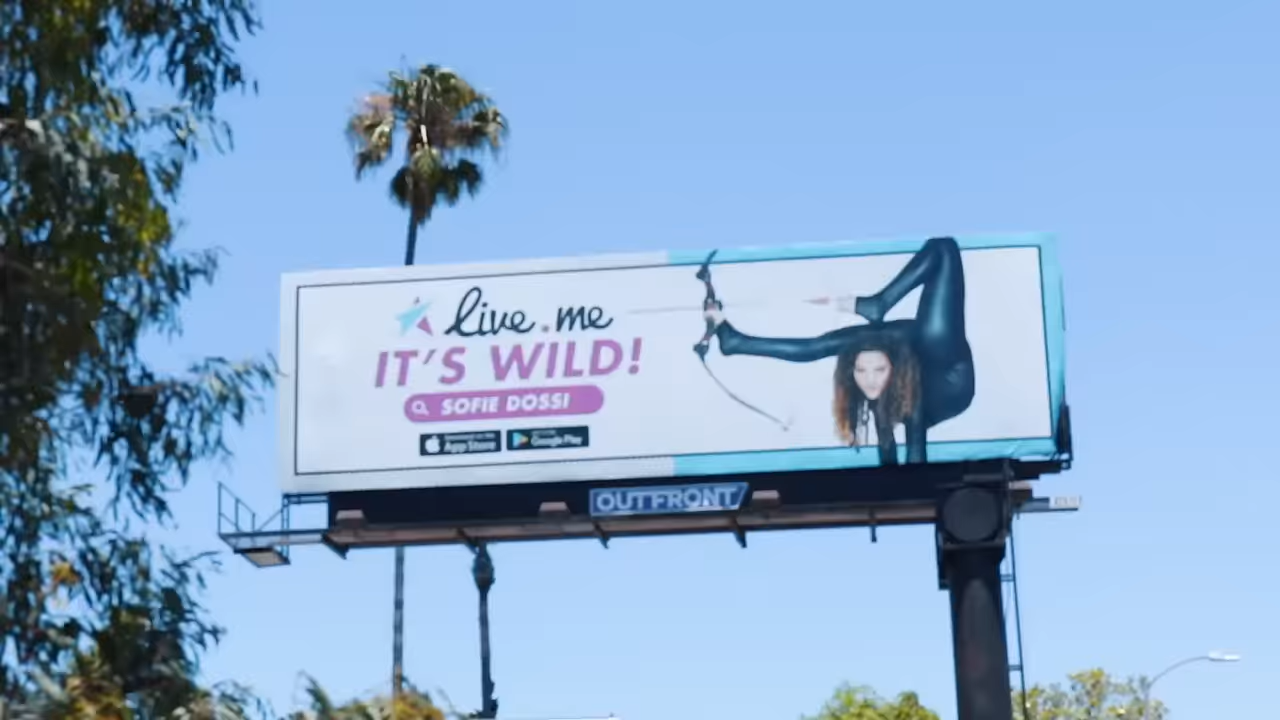 live.me
IT'S WILD!
SOFIE DOSSI
App Store
Google Play
OUTFRONT